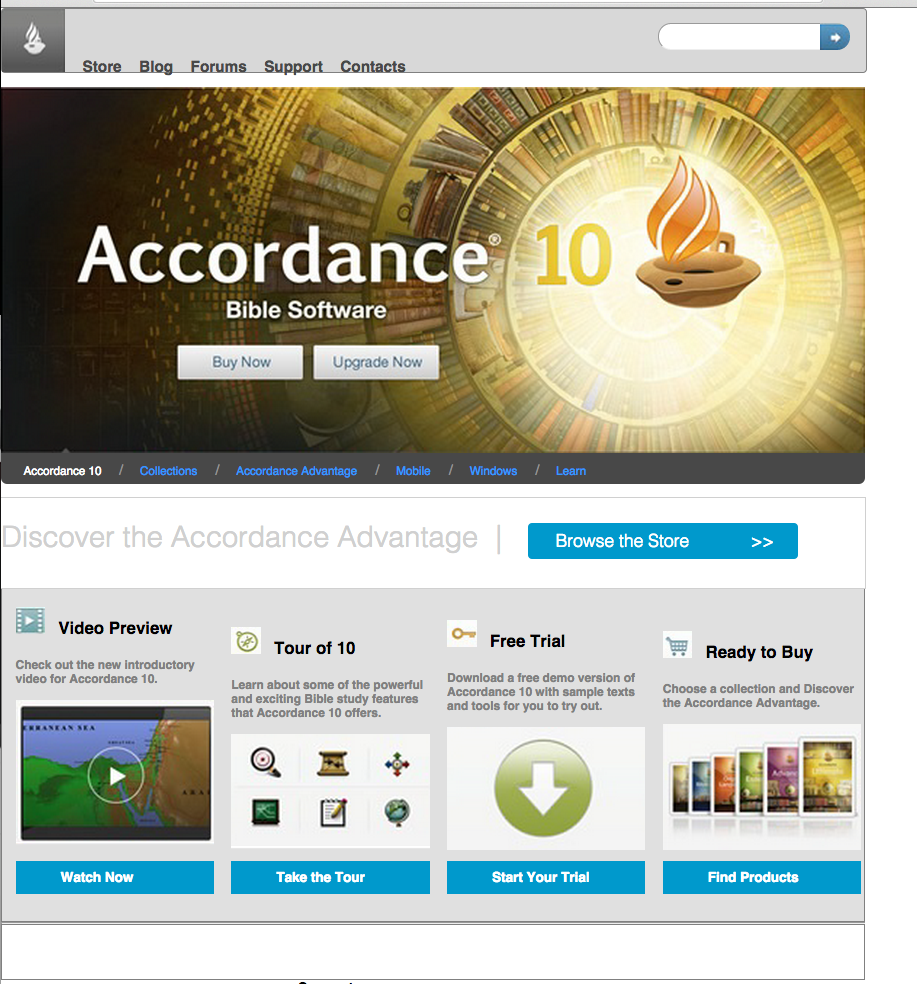 Store Blog Forums Support Contacts
Accordance® 10
Bible Software
Buy Now Upgrade Now
Accordance 10 / Collections / Accordance Advantage / Mobile / Windows / Learn
Discover the Accordance Advantage |
Browse the Store >>
Video Preview
Check out the new introductory
video for Accordance 10.
ERRANEAN SEA
Watch Now
Tour of 10
Learn about some of the powerful
and exciting Bible study features
that Accordance 10 offers.
Take the Tour
Free Trial
Download a free demo version of
Accordance 10 with sample texts
and tools for you to try out.
Start Your Trial
Ready to Buy
Choose a collection and Discover
the Accordance Advantage.
Find Products